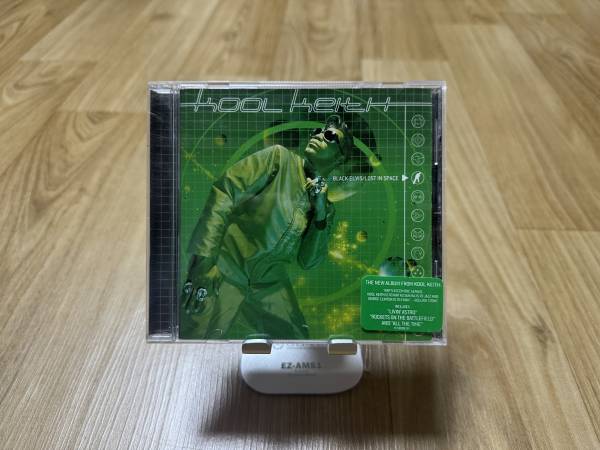 KOOL KEITH
BLACK ELVIS/LOST IN SPACE
THE NEW ALBUM FROM KOOL KEITH
INCLUDES
"LIVIN' ASTRO"
"ROCKETS ON THE BATTLEFIELD"
AND "ALL THE TIME"
EZ-AM61